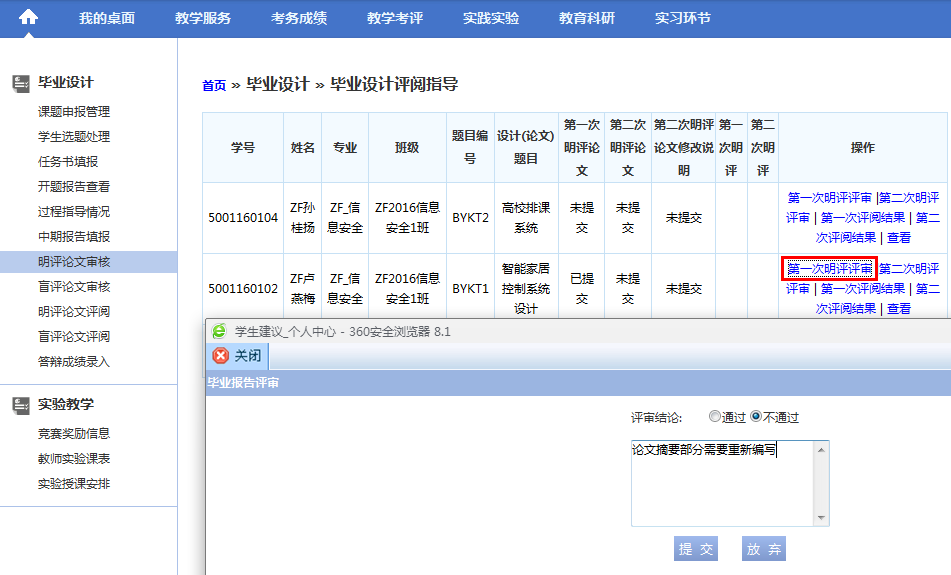 我的桌面 教学服务 考务成绩 教学考评 实践实验 教育科研 实习环节
毕业设计
课题申报管理
学生选题处理
任务书填报
开题报告查看
过程指导情况
中期报告填报
明评论文审核
盲评论文审核
明评论文评阅
盲评论文评阅
答辩成绩录入
实验教学
竞赛奖励信息
教师实验课表
实验授课安排
首页 » 毕业设计 » 毕业设计评阅指导
学号 姓名 专业 班级 题目编号 设计(论文)题目 第一次明评论文 第二次明评论文 第二次明评论文修改说明 第一次明评 第二次明评 操作
5001160104 ZF孙桂扬 ZF_信息安全 ZF2016信息安全1班 BYKT2 高校排课系统 未提交 未提交 未提交 第一次明评评审 |第二次明评评审 | 第一次评阅结果 | 第二次评阅结果 | 查看
5001160102 ZF卢燕梅 ZF_信息安全 ZF2016信息安全1班 BYKT1 智能家居控制系统设计 已提交 未提交 未提交 第一次明评评审 第二次明评评审 | 第一次评阅结果 | 第二次评阅结果 | 查看
学生建议_个人中心 - 360安全浏览器 8.1
关闭
毕业报告评审
评审结论: 通过 不通过
论文摘要部分需要重新编写
提 交 放 弃